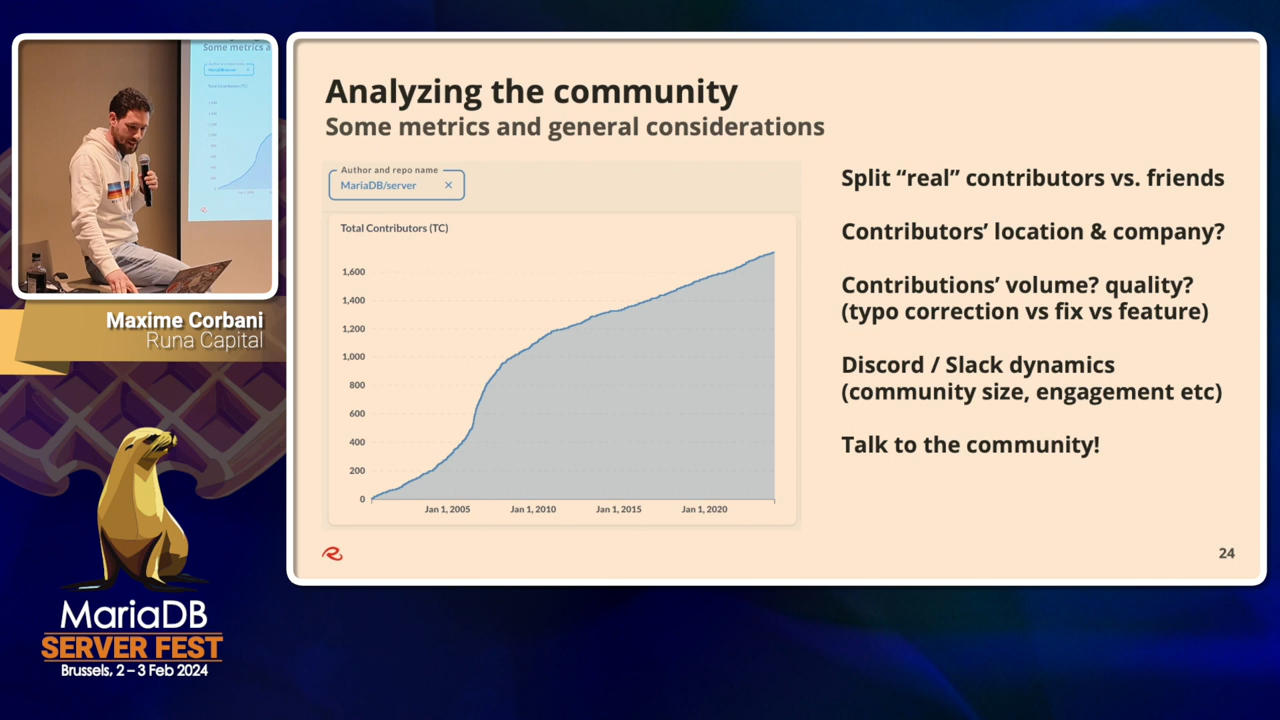 Some metrics a
Maxime Corbani
Runa Capital
MariaDB
SERVER FEST
Brussels, 2 – 3 Feb 2024
Analyzing the community
Some metrics and general considerations
Author and repo name
MariaDB/server ×
Total Contributors (TC)
1,600
1,400
1,200
1,000
800
600
400
200
0
Jan 1, 2005 Jan 1, 2010 Jan 1, 2015 Jan 1, 2020
Split “real” contributors vs. friends
Contributors’ location & company?
Contributions’ volume? quality?
(typo correction vs fix vs feature)
Discord / Slack dynamics
(community size, engagement etc)
Talk to the community!
24